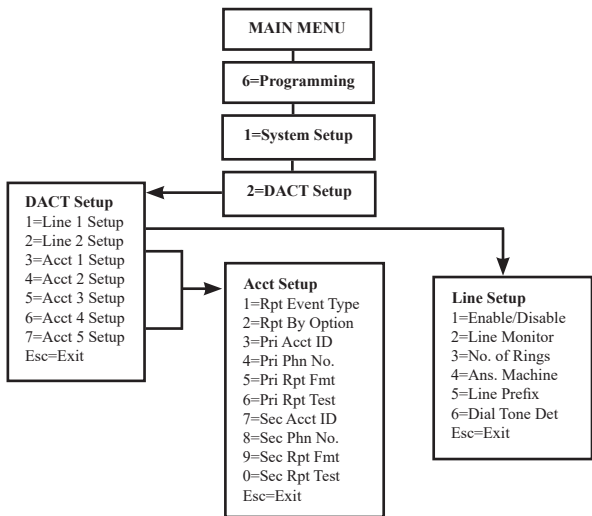 MAIN MENU
6=Programming
1=System Setup
2=DACT Setup
DACT Setup
1=Line 1 Setup
2=Line 2 Setup
3=Acct 1 Setup
4=Acct 2 Setup
5=Acct 3 Setup
6=Acct 4 Setup
7=Acct 5 Setup
Esc=Exit
Acct Setup
1=Rpt Event Type
2=Rpt By Option
3=Pri Acct ID
4=Pri Phn No.
5=Pri Rpt Fmt
6=Pri Rpt Test
7=Sec Acct ID
8=Sec Phn No.
9=Sec Rpt Fmt
0=Sec Rpt Test
Esc=Exit
Line Setup
1=Enable/Disable
2=Line Monitor
3=No. of Rings
4=Ans. Machine
5=Line Prefix
6=Dial Tone Det
Esc=Exit